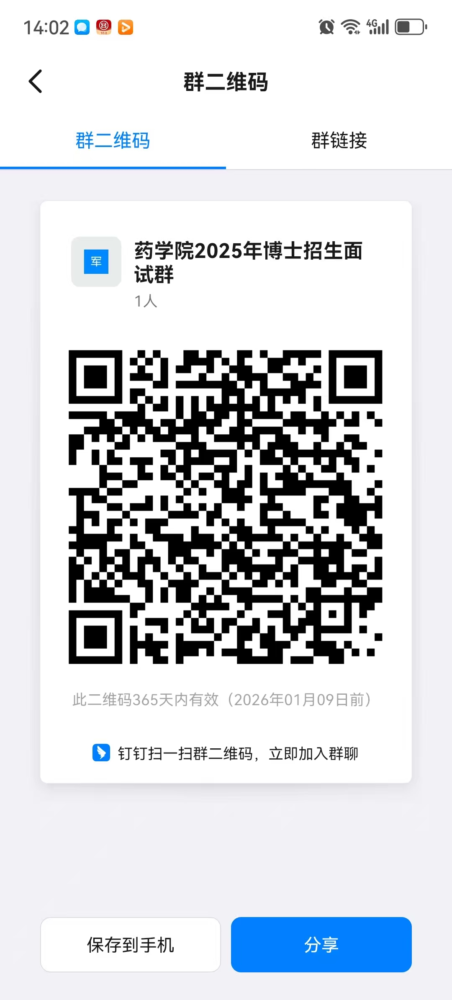 14:02
10.0
4G
群二维码
群二维码
群链接
军
药学院2025年博士招生面
试群
1人
此二维码365天内有效（2026年01月09日前）
钉钉扫一扫群二维码，立即加入群聊
保存到手机
分享